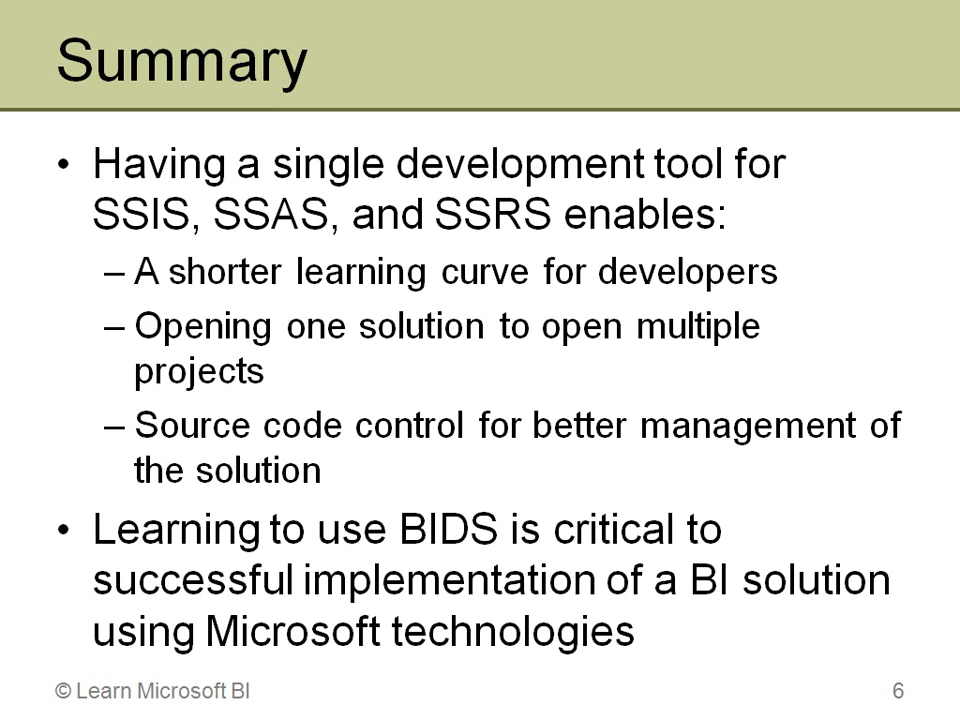 Summary
• Having a single development tool for
SSIS, SSAS, and SSRS enables:
– A shorter learning curve for developers
– Opening one solution to open multiple
projects
– Source code control for better management of
the solution
• Learning to use BIDS is critical to
successful implementation of a BI solution
using Microsoft technologies
© Learn Microsoft BI
6